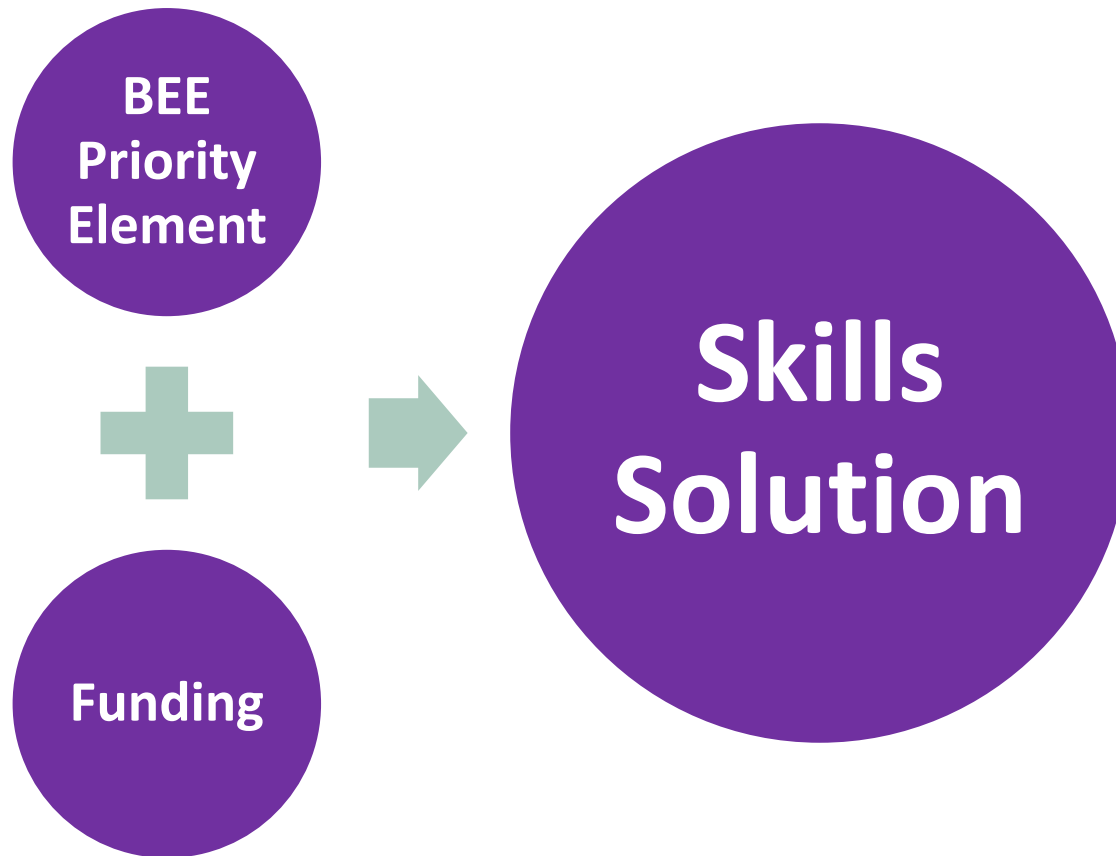 BEE
Priority
Element
Funding
Skills
Solution